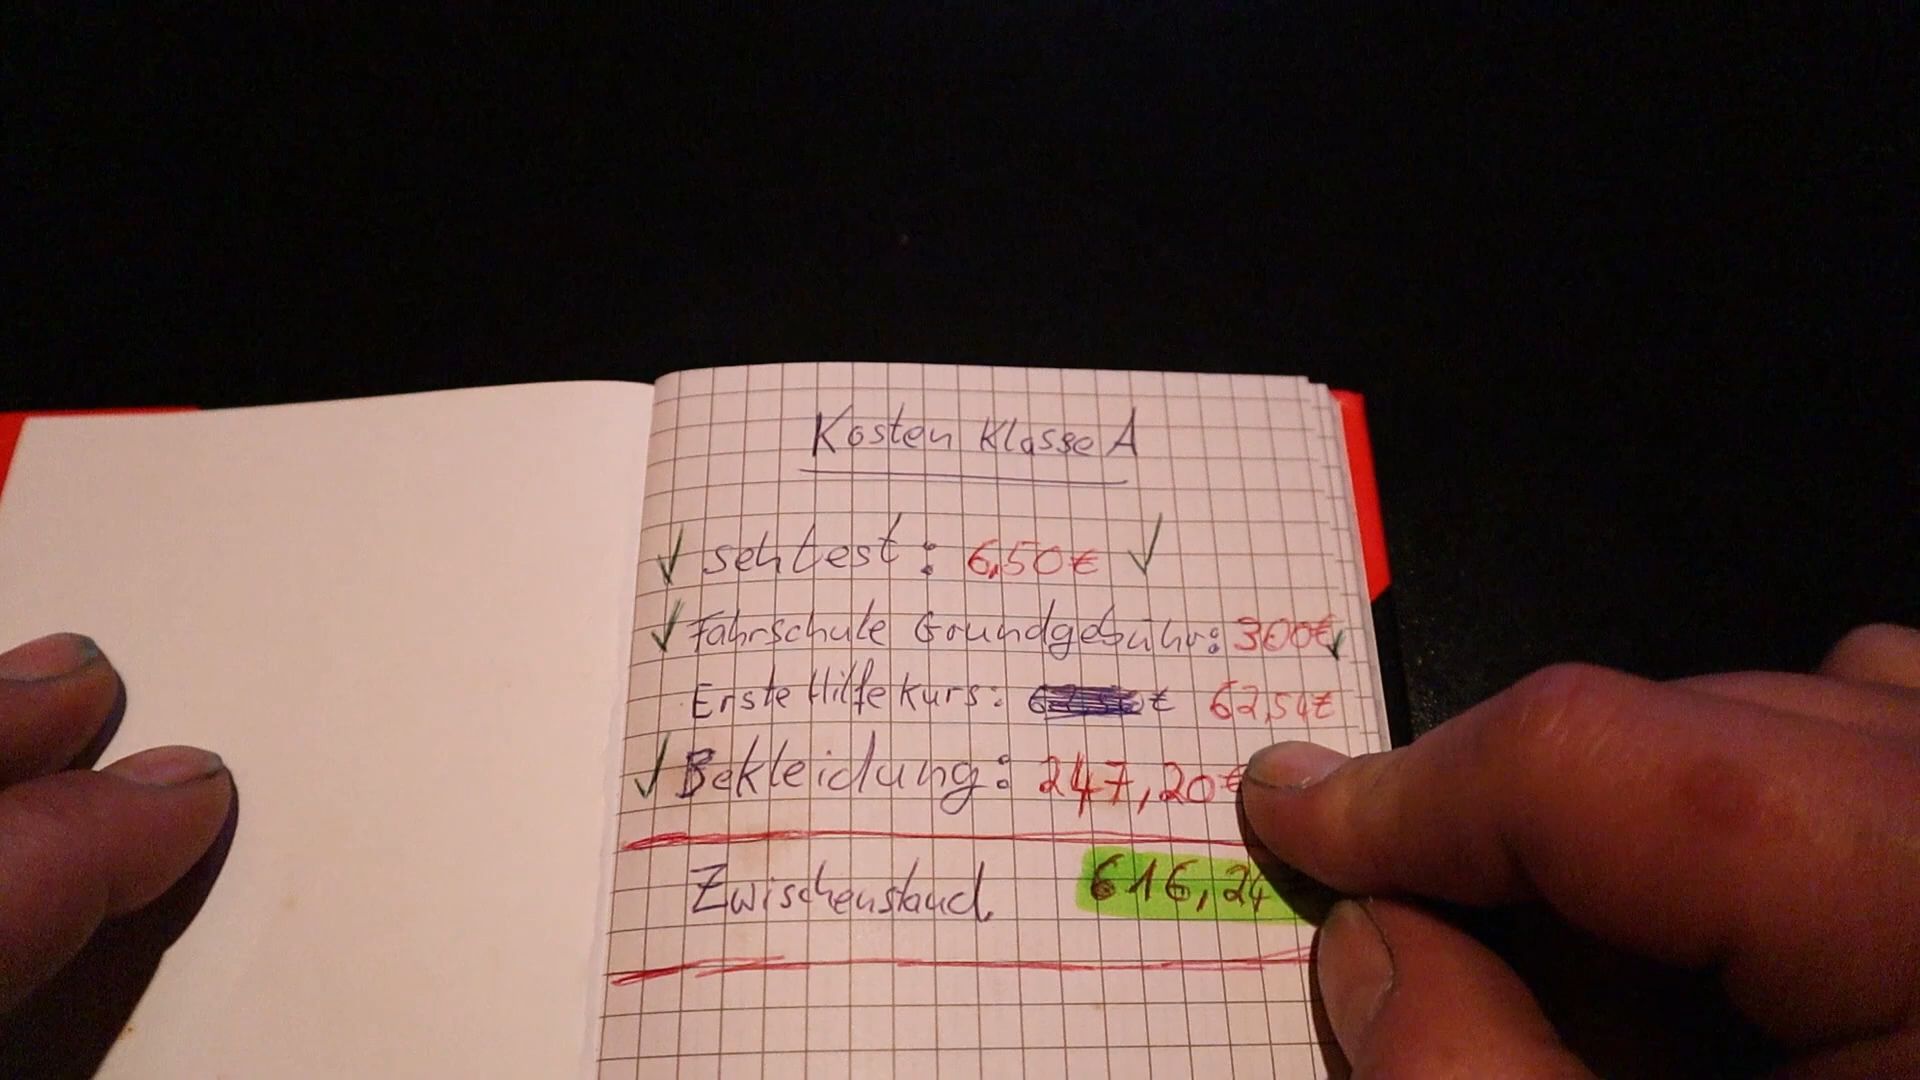 Kosten Klasse A
✓ Sehtest: 6,50€ ✓
✓ Fahrschule Grundgebühr: 300€ ✓
Erste Hilfe kurs: € 62,54€
✓ Bekleidung: 247,20€
Zwischenstand. 616,24